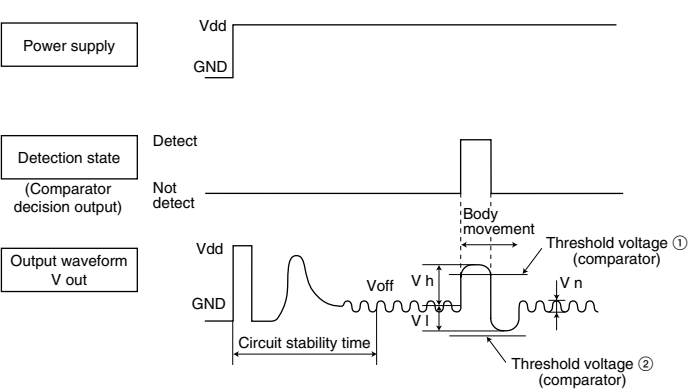 Power supply
Vdd
GND
Detection state
(Comparator
decision output)
Detect
Not
detect
Body
movement
Output waveform
V out
Vdd
GND
Voff
V h
V l
V n
Threshold voltage ①
(comparator)
Circuit stability time
Threshold voltage ②
(comparator)